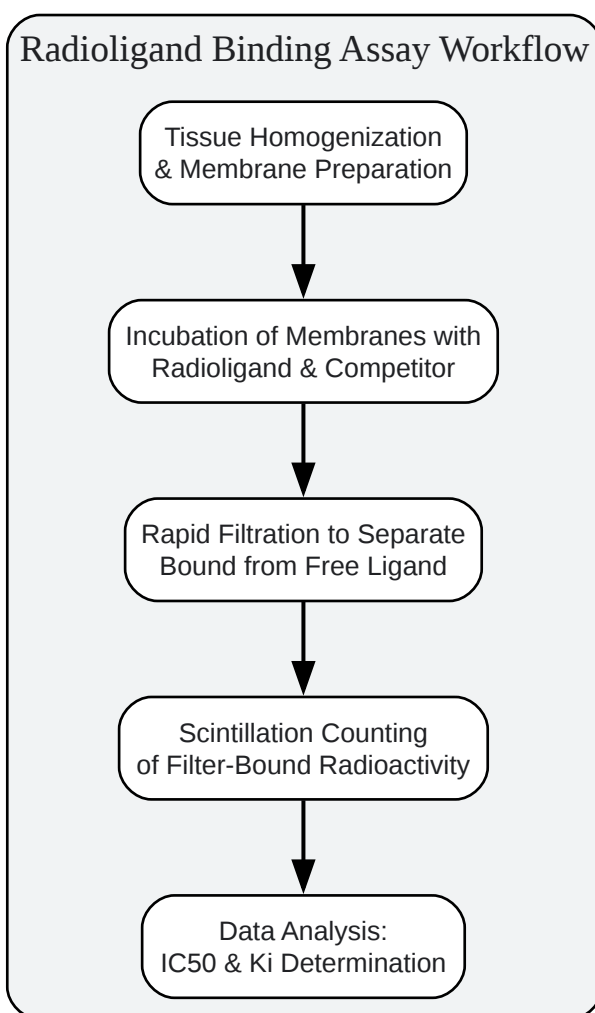 Radioligand Binding Assay Workflow
Tissue Homogenization
& Membrane Preparation
Incubation of Membranes with
Radioligand & Competitor
Rapid Filtration to Separate
Bound from Free Ligand
Scintillation Counting
of Filter-Bound Radioactivity
Data Analysis:
IC50 & Ki Determination